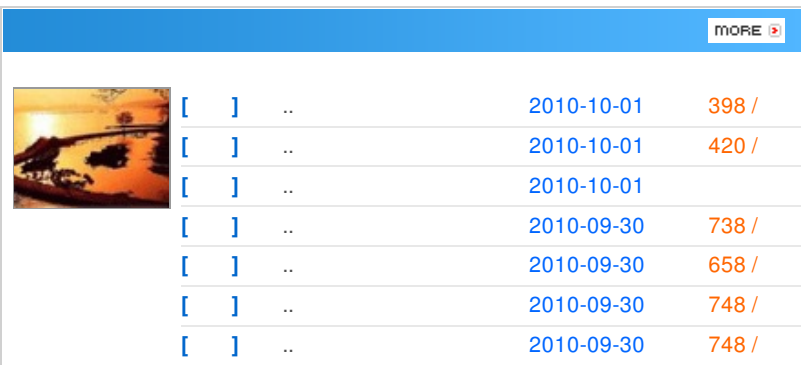 MORE
[ ] .. 2010-10-01 398 /
[ ] .. 2010-10-01 420 /
[ ] .. 2010-10-01
[ ] .. 2010-09-30 738 /
[ ] .. 2010-09-30 658 /
[ ] .. 2010-09-30 748 /
[ ] .. 2010-09-30 748 /